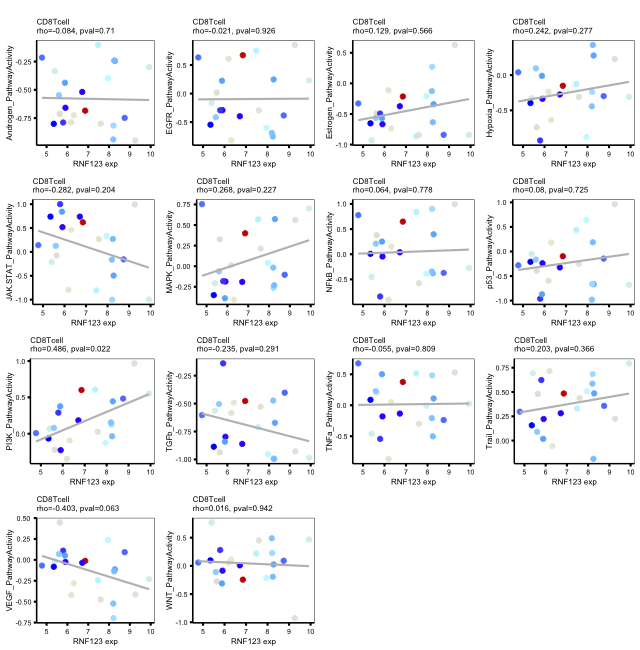 CD8Tcell
rho=-0.084, pval=0.71
Androgen_PathwayActivity
-0.25
-0.50
-0.75
5 6 7 8 9 10
RNF123 exp
CD8Tcell
rho=-0.021, pval=0.926
EGFR_PathwayActivity
0.5
0.0
-0.5
5 6 7 8 9 10
RNF123 exp
CD8Tcell
rho=0.129, pval=0.566
Estrogen_PathwayActivity
0.5
0.0
-0.5
-1.0
5 6 7 8 9 10
RNF123 exp
CD8Tcell
rho=0.242, pval=0.277
Hypoxia_PathwayActivity
0.0
-0.5
5 6 7 8 9 10
RNF123 exp
CD8Tcell
rho=-0.282, pval=0.204
JAK.STAT_PathwayActivity
1.0
0.5
0.0
-0.5
-1.0
5 6 7 8 9 10
RNF123 exp
CD8Tcell
rho=0.268, pval=0.227
MAPK_PathwayActivity
0.75
0.50
0.25
0.00
-0.25
5 6 7 8 9 10
RNF123 exp
CD8Tcell
rho=0.064, pval=0.778
NFkB_PathwayActivity
1.0
0.5
0.0
-0.5
5 6 7 8 9 10
RNF123 exp
CD8Tcell
rho=0.08, pval=0.725
p53_PathwayActivity
1.0
0.5
0.0
-0.5
-1.0
5 6 7 8 9 10
RNF123 exp
CD8Tcell
rho=0.486, pval=0.022
PI3K_PathwayActivity
1.0
0.5
0.0
5 6 7 8 9 10
RNF123 exp
CD8Tcell
rho=-0.235, pval=0.291
TGFb_PathwayActivity
-0.25
-0.50
-0.75
-1.00
5 6 7 8 9 10
RNF123 exp
CD8Tcell
rho=-0.055, pval=0.809
TNFa_PathwayActivity
0.5
0.0
-0.5
5 6 7 8 9 10
RNF123 exp
CD8Tcell
rho=0.203, pval=0.366
Trail_PathwayActivity
0.75
0.50
0.25
0.00
5 6 7 8 9 10
RNF123 exp
CD8Tcell
rho=-0.403, pval=0.063
VEGF_PathwayActivity
0.50
0.25
0.00
-0.25
-0.50
-0.75
5 6 7 8 9 10
RNF123 exp
CD8Tcell
rho=0.016, pval=0.942
WNT_PathwayActivity
0.5
0.0
-0.5
-1.0
5 6 7 8 9 10
RNF123 exp